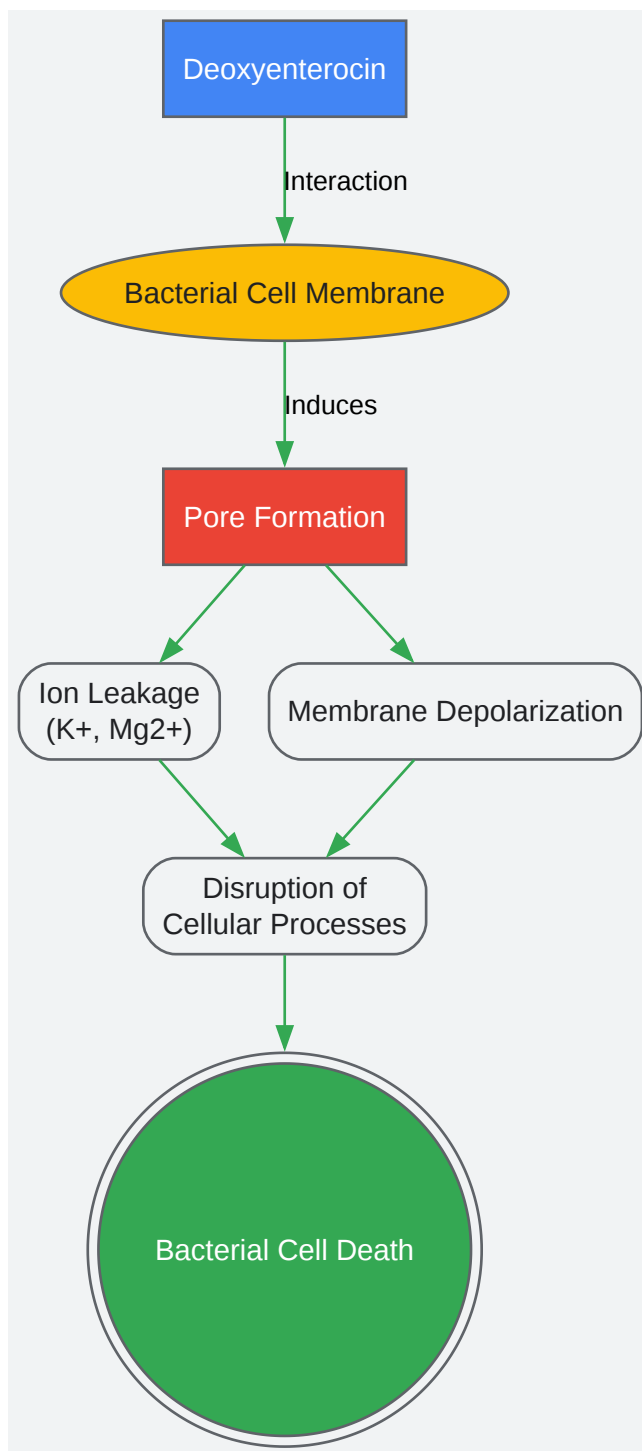 Deoxyenterocin
Interaction
Bacterial Cell Membrane
Induces
Pore Formation
Ion Leakage
(K+, Mg2+)
Membrane Depolarization
Disruption of
Cellular Processes
Bacterial Cell Death